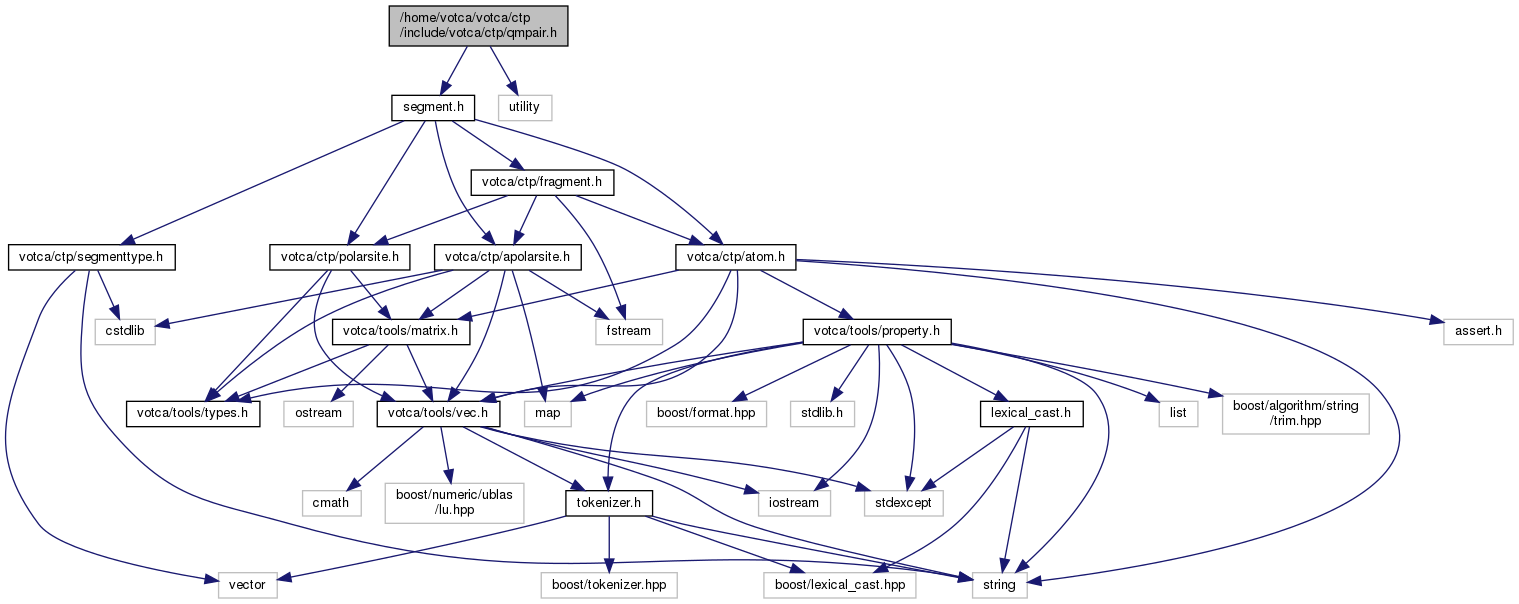 /home/votca/votca/ctp
/include/votca/ctp/qmpair.h
segment.h
utility
votca/ctp/fragment.h
votca/ctp/segmenttype.h
votca/ctp/polarsite.h
votca/ctp/apolarsite.h
votca/ctp/atom.h
cstdlib
votca/tools/matrix.h
fstream
votca/tools/property.h
assert.h
votca/tools/types.h
ostream
votca/tools/vec.h
map
boost/format.hpp
stdlib.h
lexical_cast.h
list
boost/algorithm/string
/trim.hpp
cmath
boost/numeric/ublas
/lu.hpp
tokenizer.h
iostream
stdexcept
vector
boost/tokenizer.hpp
boost/lexical_cast.hpp
string